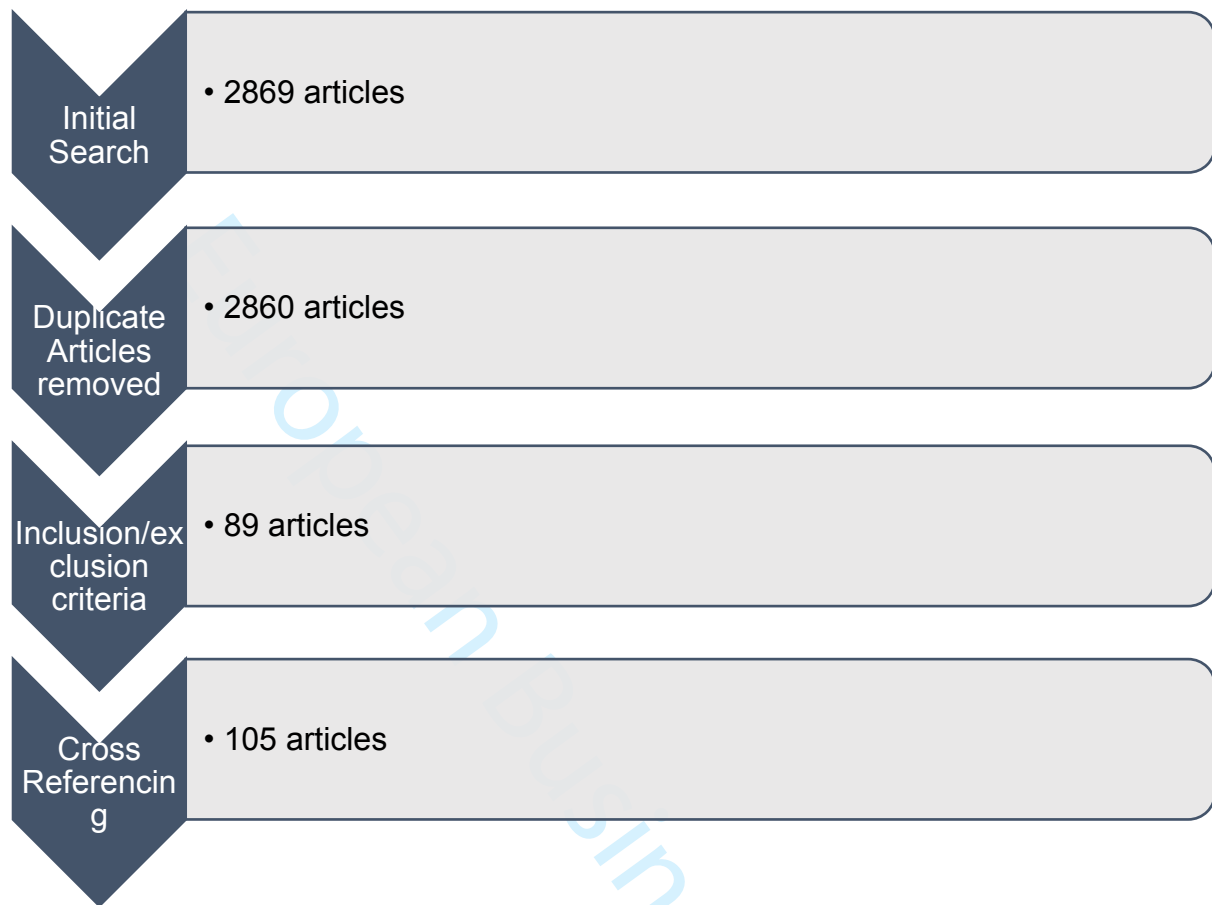 Initial
Search
• 2869 articles
Duplicate
Articles
removed
• 2860 articles
Inclusion/ex
clusion
criteria
• 89 articles
Cross
Referencin
g
• 105 articles